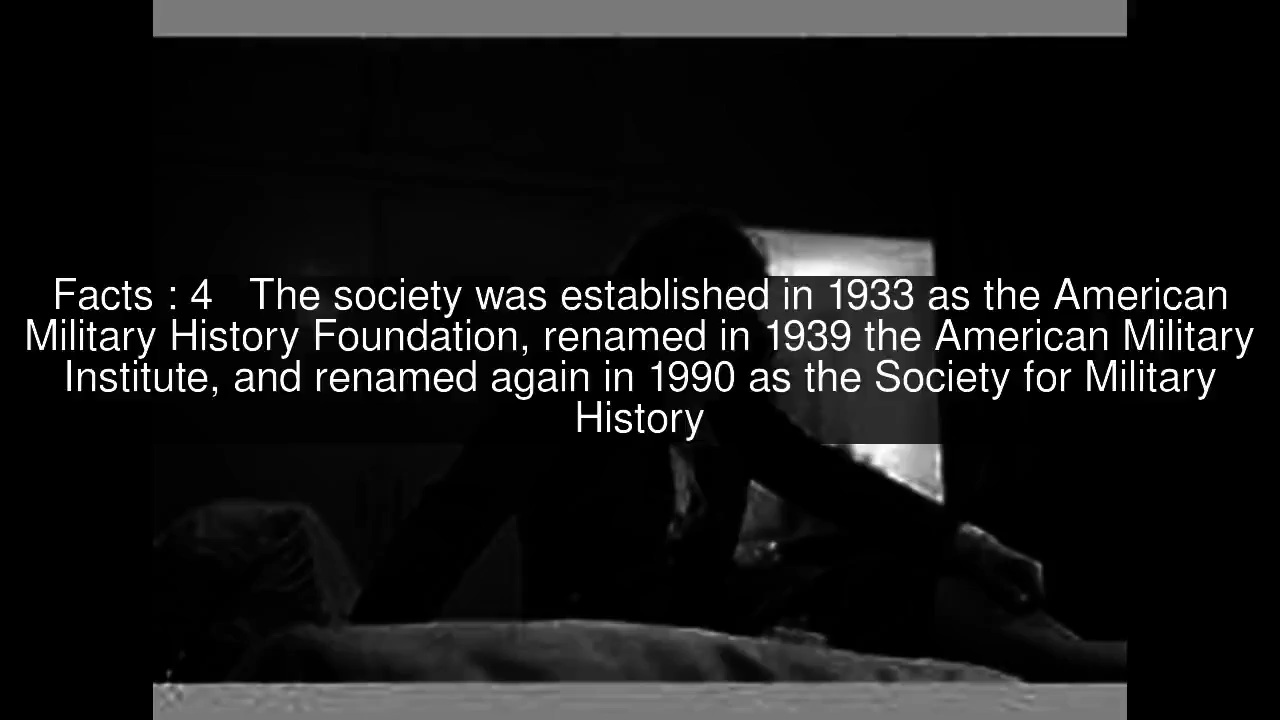 Facts : 4   The society was established in 1933 as the American
Military History Foundation, renamed in 1939 the American Military
Institute, and renamed again in 1990 as the Society for Military
History